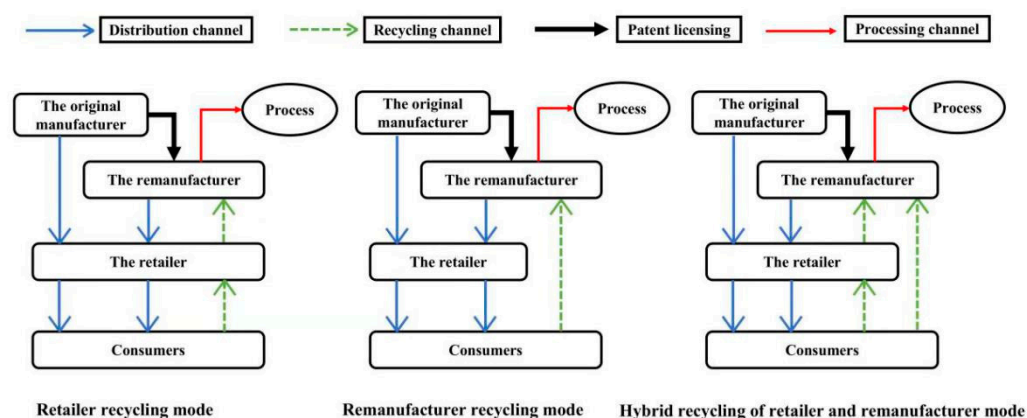 Distribution channel
Recycling channel
Patent licensing
Processing channel
The original
manufacturer
Process
The remanufacturer
The retailer
Consumers
Retailer recycling mode
The original
manufacturer
Process
The remanufacturer
The retailer
Consumers
Remanufacturer recycling mode
The original
manufacturer
Process
The remanufacturer
The retailer
Consumers
Hybrid recycling of retailer and remanufacturer mode